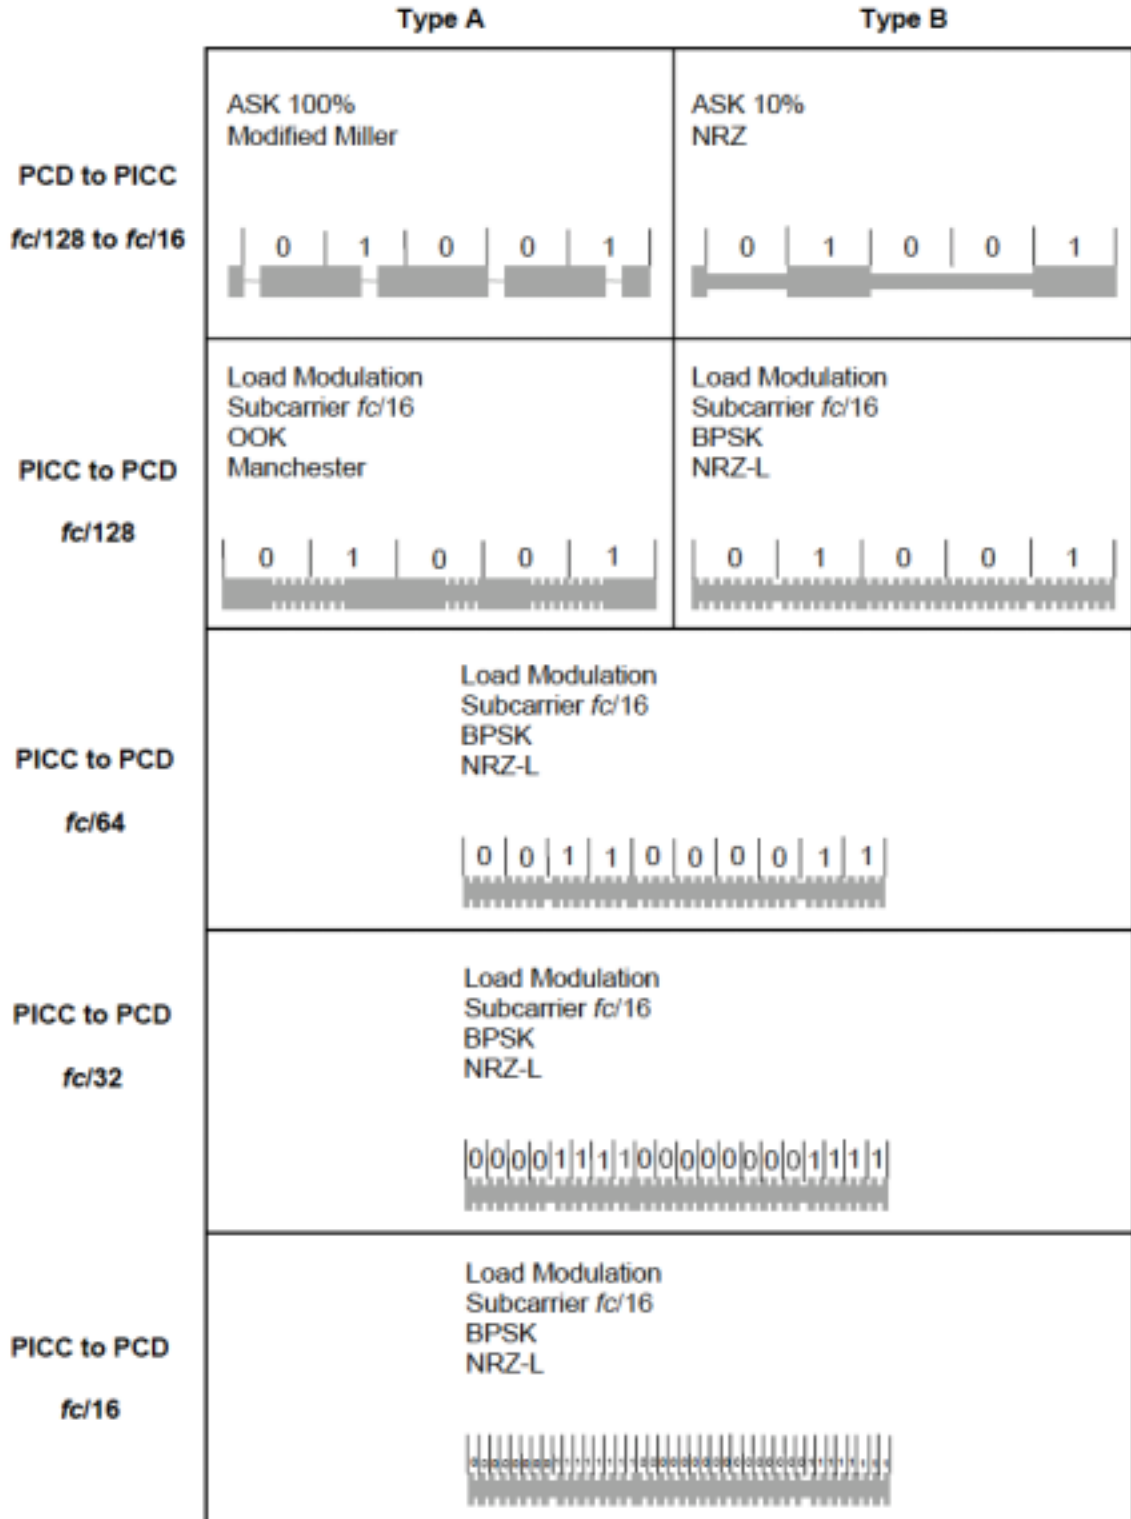 Type A Type B
ASK 100%
Modified Miller
ASK 10%
NRZ
PCD to PICC
fc/128 to fc/16
0 1 0 0 1
0 1 0 0 1
Load Modulation
Subcarrier fc/16
OOK
Manchester
Load Modulation
Subcarrier fc/16
BPSK
NRZ-L
PICC to PCD
fc/128
0 1 0 0 1
0 1 0 0 1
Load Modulation
Subcarrier fc/16
BPSK
NRZ-L
PICC to PCD
fc/64
0 0 1 1 0 0 0 0 1 1
Load Modulation
Subcarrier fc/16
BPSK
NRZ-L
PICC to PCD
fc/32
0 0 0 0 1 1 1 1 0 0 0 0 0 0 0 0 1 1 1 1
Load Modulation
Subcarrier fc/16
BPSK
NRZ-L
PICC to PCD
fc/16